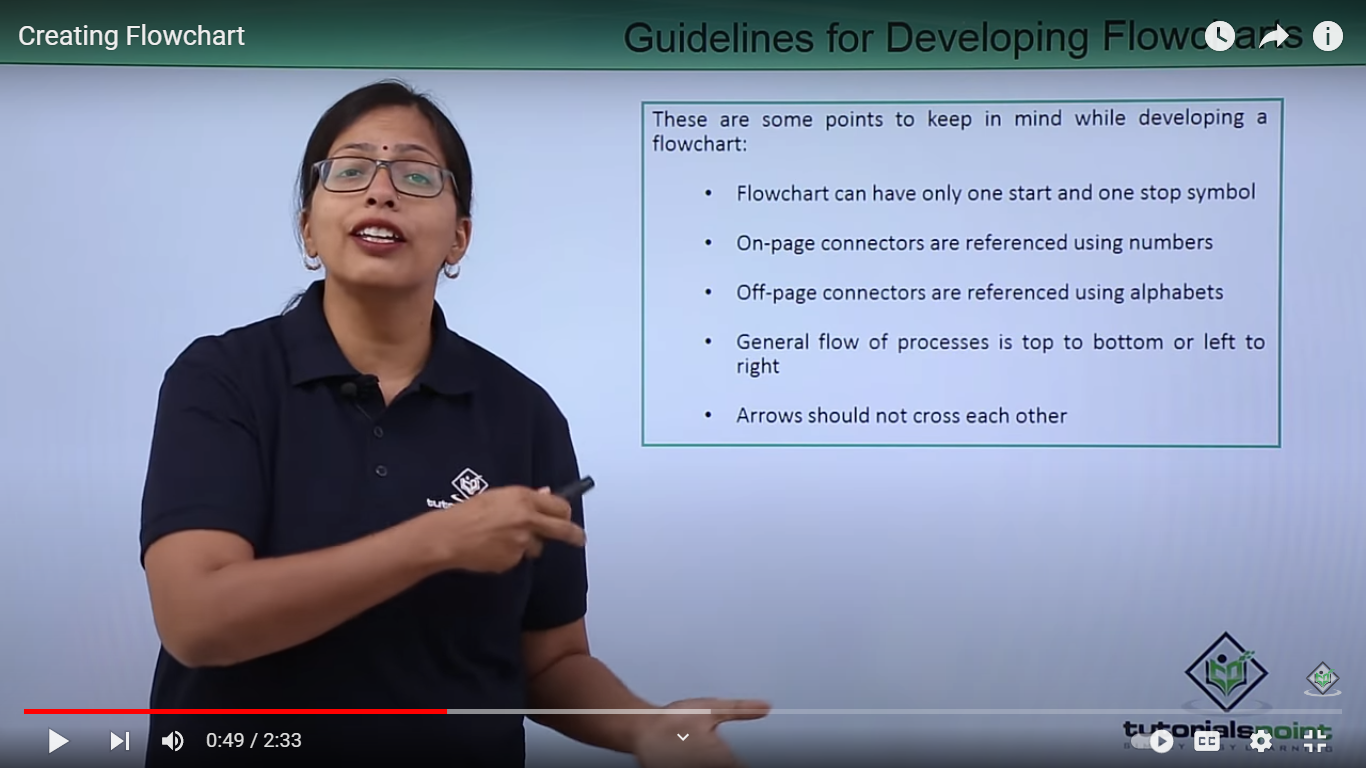 Creating Flowchart
Guidelines for Developing Flowcharts
These are some points to keep in mind while developing a
flowchart:
• Flowchart can have only one start and one stop symbol
• On-page connectors are referenced using numbers
• Off-page connectors are referenced using alphabets
• General flow of processes is top to bottom or left to
right
• Arrows should not cross each other
tutorialspoint
0:49 / 2:33
CC